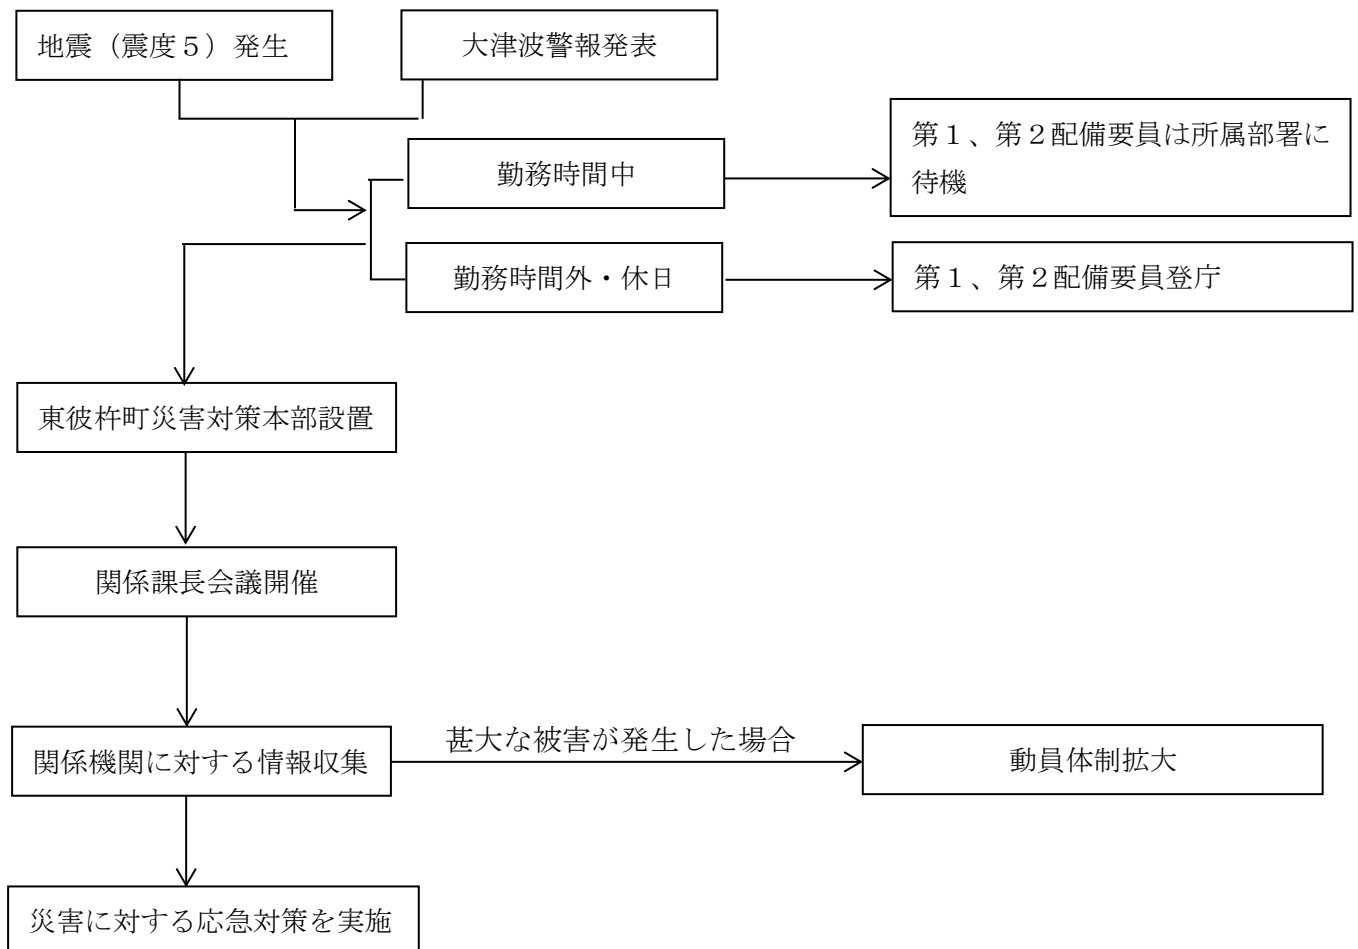 地震（震度５）発生
大津波警報発表
勤務時間中
第１、第２配備要員は所属部署に
待機
勤務時間外・休日
第１、第２配備要員登庁
東彼杵町災害対策本部設置
関係課長会議開催
関係機関に対する情報収集
甚大な被害が発生した場合
動員体制拡大
災害に対する応急対策を実施